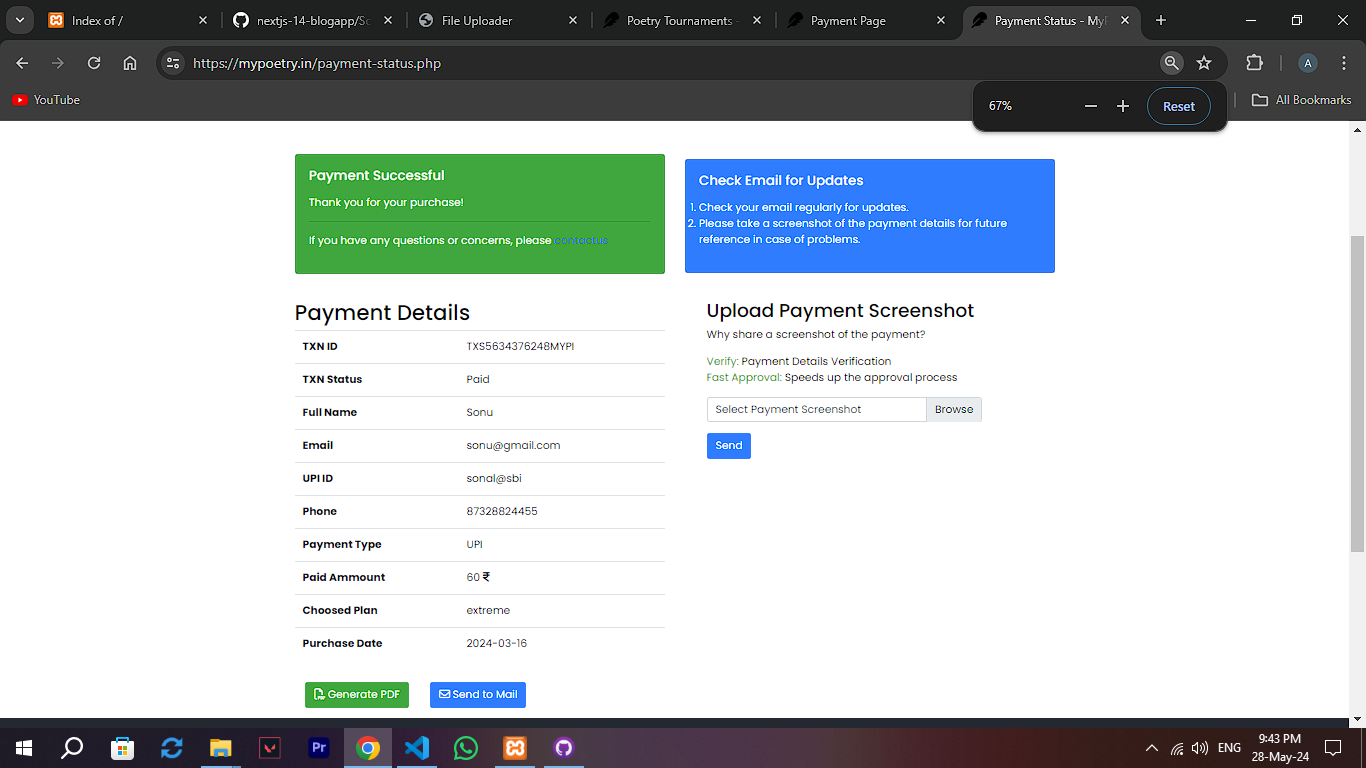 Index of /
nextjs-14-blogapp/Sc
File Uploader
Poetry Tournaments -
Payment Page
Payment Status - MyP
https://mypoetry.in/payment-status.php
A
YouTube
67%
Reset
All Bookmarks
Payment Successful
Thank you for your purchase!
If you have any questions or concerns, please
Check Email for Updates
1. Check your email regularly for updates.
2. Please take a screenshot of the payment details for future
reference in case of problems.
Payment Details
TXN ID TXS5634376248MYPI
TXN Status Paid
Full Name Sonu
Email sonu@gmail.com
UPI ID sonal@sbi
Phone 87328824455
Payment Type UPI
Paid Ammount 60 ₹
Choosed Plan extreme
Purchase Date 2024-03-16
Generate PDF
Send to Mail
Upload Payment Screenshot
Why share a screenshot of the payment?
Verify: Payment Details Verification
Fast Approval: Speeds up the approval process
Select Payment Screenshot Browse
Send
Pr
ENG
9:43 PM
28-May-24